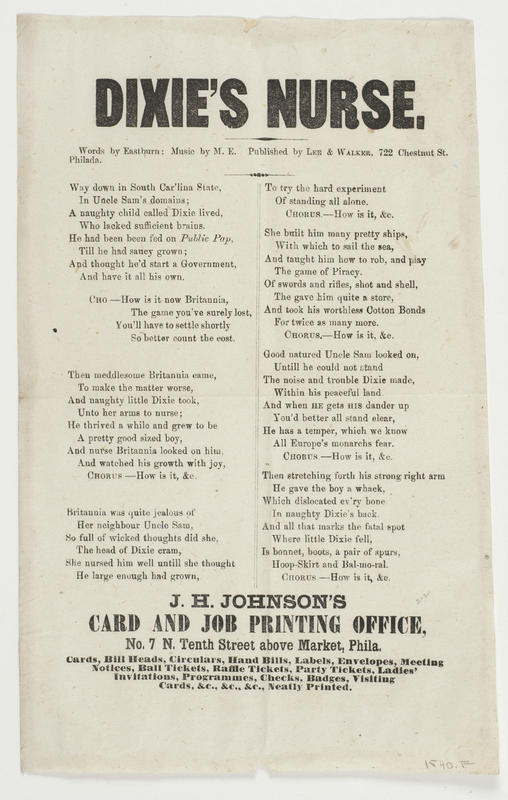 DIXIE'S NURSE.
Words by Eastburn: Music by M. E. Published by LEE & WALKER, 722 Chestnut St.
Philada.
Way down in South Car'lina State,
In Uncle Sam's domains;
A naughty child called Dixie lived,
Who lacked sufficient brains.
He had been been fed on Public Pap,
Till he had saucy grown;
And thought he'd start a Government,
And have it all his own.
CHO —How is it now Britannia,
The game you've surely lost,
You'll have to settle shortly
So better count the cost.
Then meddlesome Britannia came,
To make the matter worse,
And naughty little Dixie took,
Unto her arms to nurse;
He thrived a while and grew to be
A pretty good sized boy,
And nurse Britannia looked on him,
And watched his growth with joy,
CHORUS —How is it, &c.
Britannia was quite jealous of
Her neighbour Uncle Sam,
So full of wicked thoughts did she,
The head of Dixie cram,
She nursed him well untill she thought
He large enough had grown,
To try the hard experiment
Of standing all alone.
CHORUS.—How is it, &c.
She built him many pretty ships,
With which to sail the sea,
And taught him how to rob, and play
The game of Piracy.
Of swords and rifles, shot and shell,
The gave him quite a store,
And took his worthless Cotton Bonds
For twice as many more.
CHORUS.—How is it, &c.
Good natured Uncle Sam looked on,
Untill he could not stand
The noise and trouble Dixie made,
Within his peaceful land
And when HE gets HIS dander up
You'd better all stand clear,
He has a temper, which we know
All Europe's monarchs fear.
CHORUS.—How is it, &c.
Then stretching forth his strong right arm
He gave the boy a whack,
Which dislocated ev'ry bone
In naughty Dixie's back.
And all that marks the fatal spot
Where little Dixie fell,
Is bonnet, boots, a pair of spurs,
Hoop-Skirt and Bal-mo-ral.
CHORUS.—How is it, &c.
J. H. JOHNSON'S
CARD AND JOB PRINTING OFFICE,
No. 7 N. Tenth Street above Market, Phila.
Cards, Bill Heads, Circulars, Hand Bills, Labels, Envelopes, Meeting
Notices, Ball Tickets, Raffle Tickets, Party Tickets, Ladies'
Invitations, Programmes, Checks, Badges, Visiting
Cards, &c., &c., &c., Neatly Printed.
1540.F